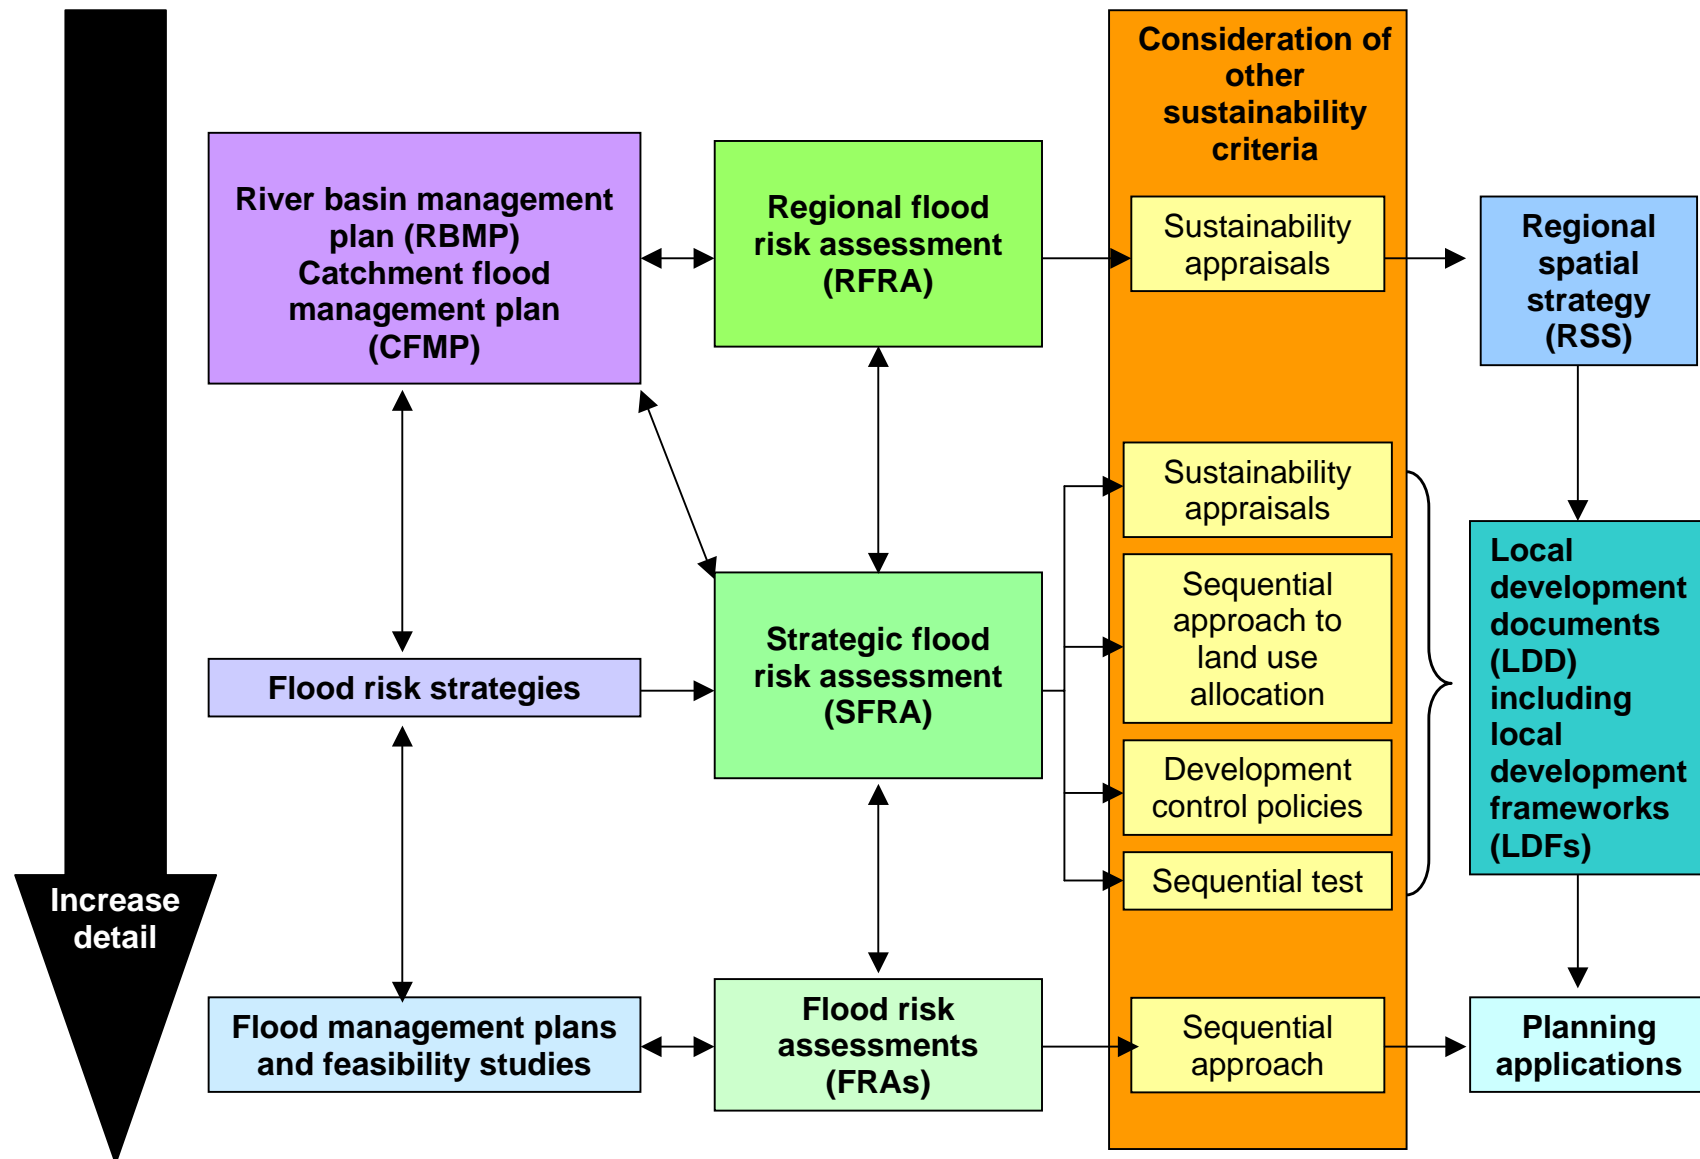 Consideration of
other
sustainability
criteria
River basin management
plan (RBMP)
Catchment flood
management plan
(CFMP)
Regional flood
risk assessment
(RFRA)
Sustainability
appraisals
Regional
spatial
strategy
(RSS)
Flood risk strategies
Strategic flood
risk assessment
(SFRA)
Sustainability
appraisals
Sequential
approach to
land use
allocation
Development
control policies
Sequential test
Local
development
documents
(LDD)
including
local
development
frameworks
(LDFs)
Increase
detail
Flood management plans
and feasibility studies
Flood risk
assessments
(FRAs)
Sequential
approach
Planning
applications